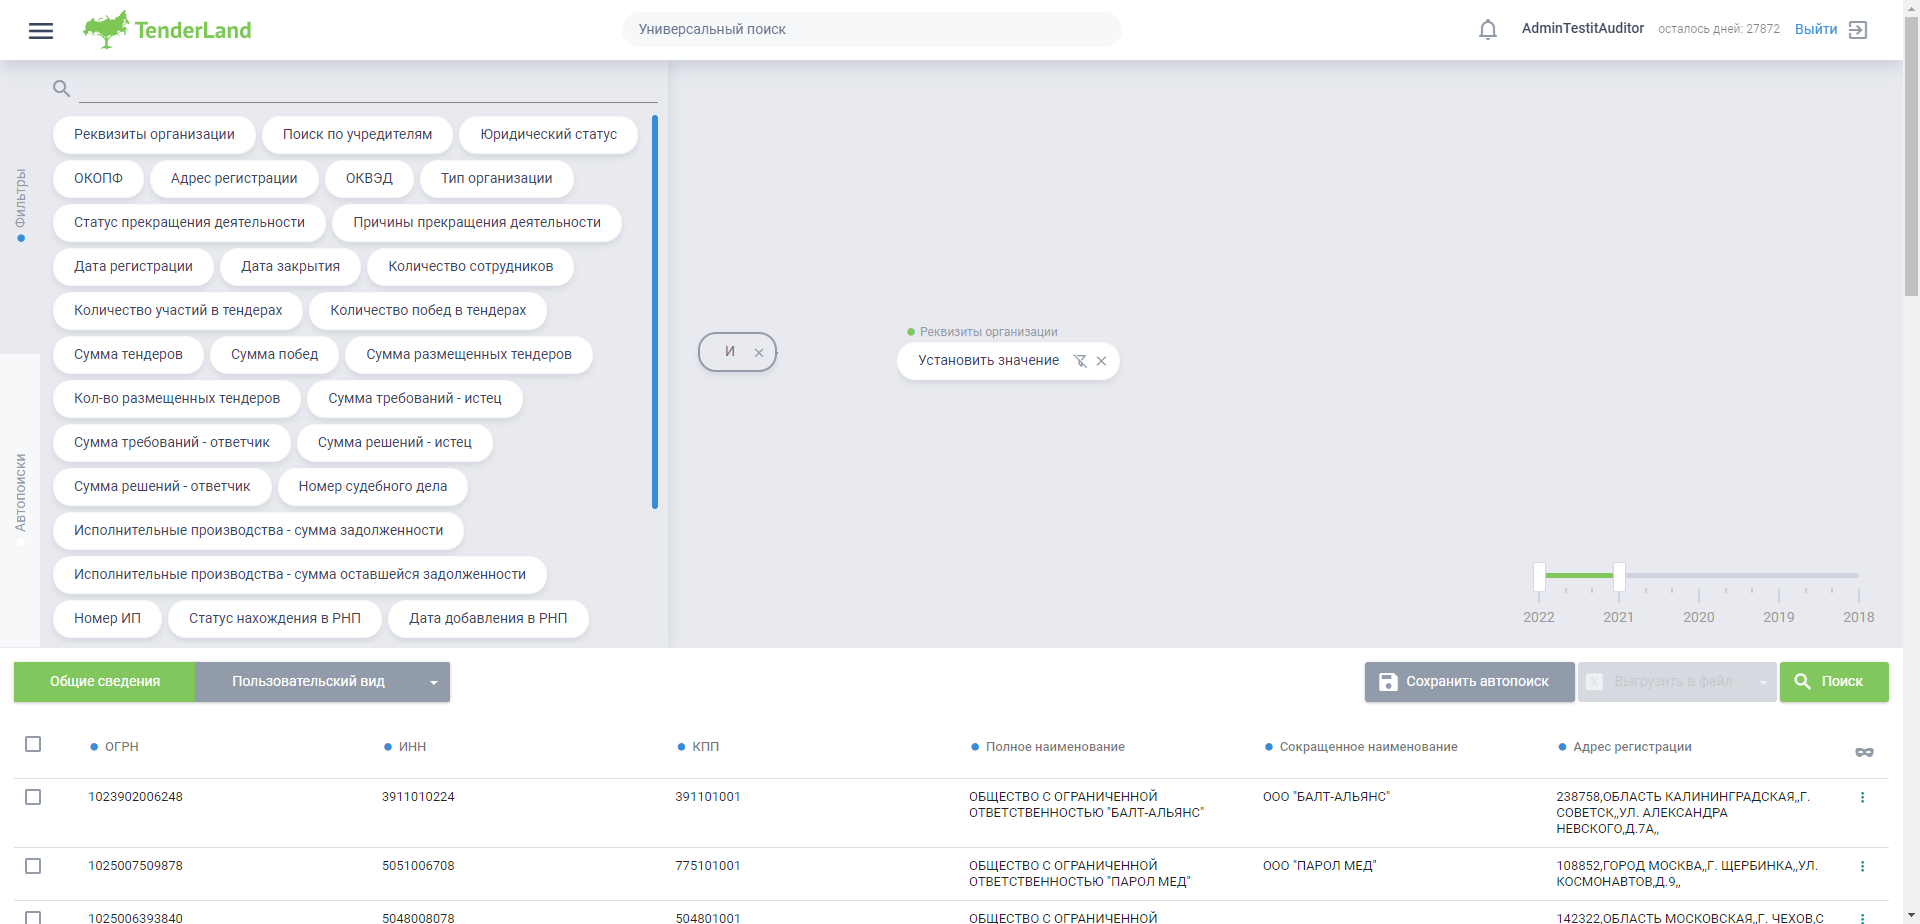 TenderLand
Универсальный поиск
AdminTestitAuditor
осталось дней: 27872
Выйти
Фильтры
Автопоиски
Реквизиты организации
Поиск по учредителям
Юридический статус
ОКОПФ
Адрес регистрации
ОКВЭД
Тип организации
Статус прекращения деятельности
Причины прекращения деятельности
Дата регистрации
Дата закрытия
Количество сотрудников
Количество участий в тендерах
Количество побед в тендерах
Сумма тендеров
Сумма побед
Сумма размещенных тендеров
Кол-во размещенных тендеров
Сумма требований - истец
Сумма требований - ответчик
Сумма решений - истец
Сумма решений - ответчик
Номер судебного дела
Исполнительные производства - сумма задолженности
Исполнительные производства - сумма оставшейся задолженности
Номер ИП
Статус нахождения в РНП
Дата добавления в РНП
И
Реквизиты организации
Установить значение
2022 2021 2020 2019 2018
Общие сведения
Пользовательский вид
Сохранить автопоиск
Выгрузить в файл
Поиск
ОГРН
ИНН
КПП
Полное наименование
Сокращенное наименование
Адрес регистрации
1023902006248
3911010224
391101001
ОБЩЕСТВО С ОГРАНИЧЕННОЙ
ОТВЕТСТВЕННОСТЬЮ "БАЛТ-АЛЬЯНС"
ООО "БАЛТ-АЛЬЯНС"
238758,ОБЛАСТЬ КАЛИНИНГРАДСКАЯ,,Г.
СОВЕТСК,,УЛ. АЛЕКСАНДРА
НЕВСКОГО,Д.7А,,
1025007509878
5051006708
775101001
ОБЩЕСТВО С ОГРАНИЧЕННОЙ
ОТВЕТСТВЕННОСТЬЮ "ПАРОЛ МЕД"
ООО "ПАРОЛ МЕД"
108852,ГОРОД МОСКВА,,Г. ЩЕРБИНКА,,УЛ.
КОСМОНАВТОВ,Д.9,,
1025006393840
5048008078
504801001
ОБЩЕСТВО С ОГРАНИЧЕННОЙ
142322,ОБЛАСТЬ МОСКОВСКАЯ,,Г. ЧЕХОВ,С